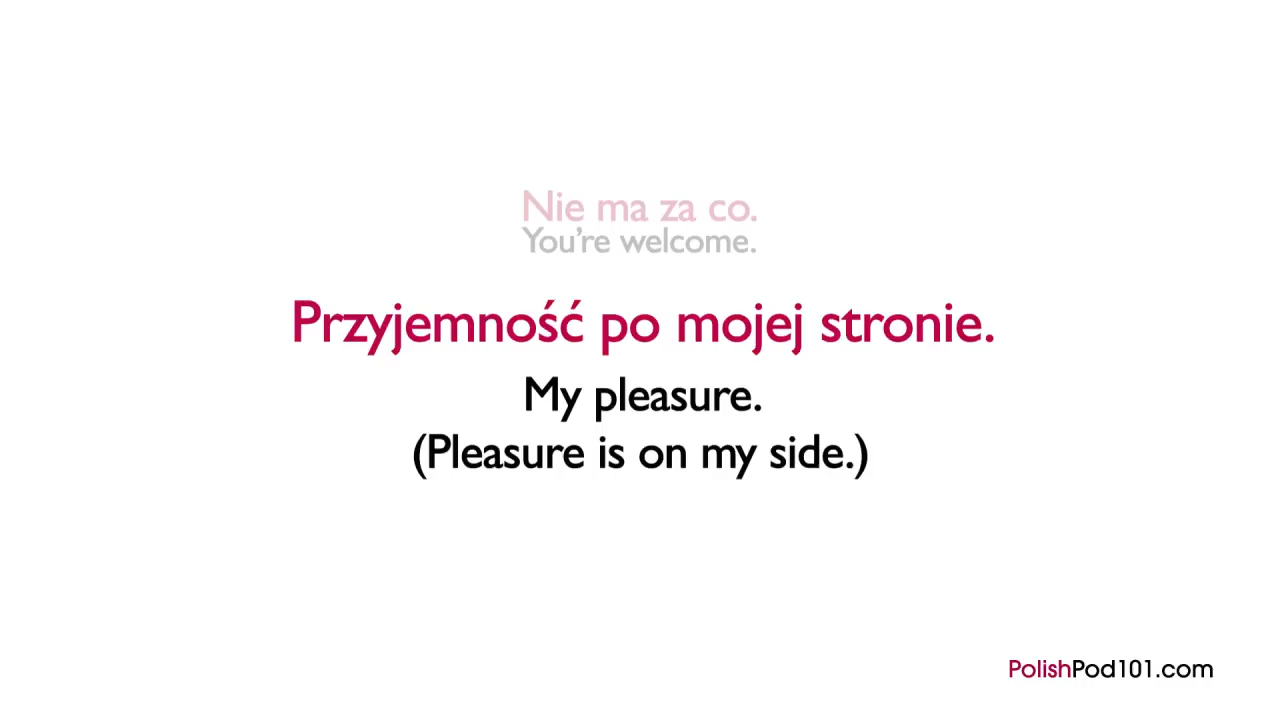 Nie ma za co.
You're welcome.
Przyjemność po mojej stronie.
My pleasure.
(Pleasure is on my side.)
PolishPod101.com